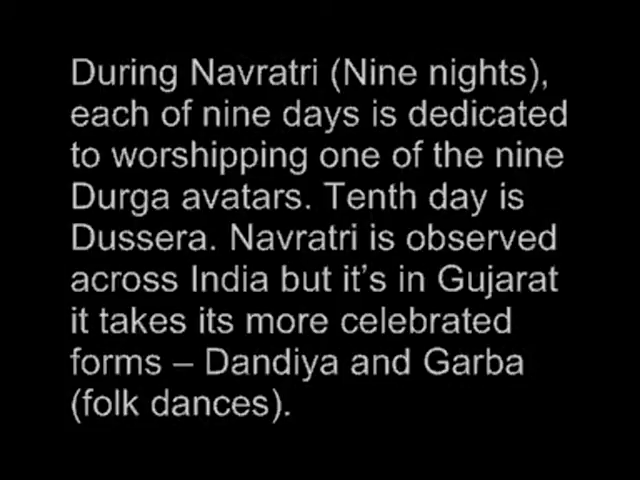 During Navratri (Nine nights),
each of nine days is dedicated
to worshipping one of the nine
Durga avatars. Tenth day is
Dussera. Navratri is observed
across India but it’s in Gujarat
it takes its more celebrated
forms – Dandiya and Garba
(folk dances).